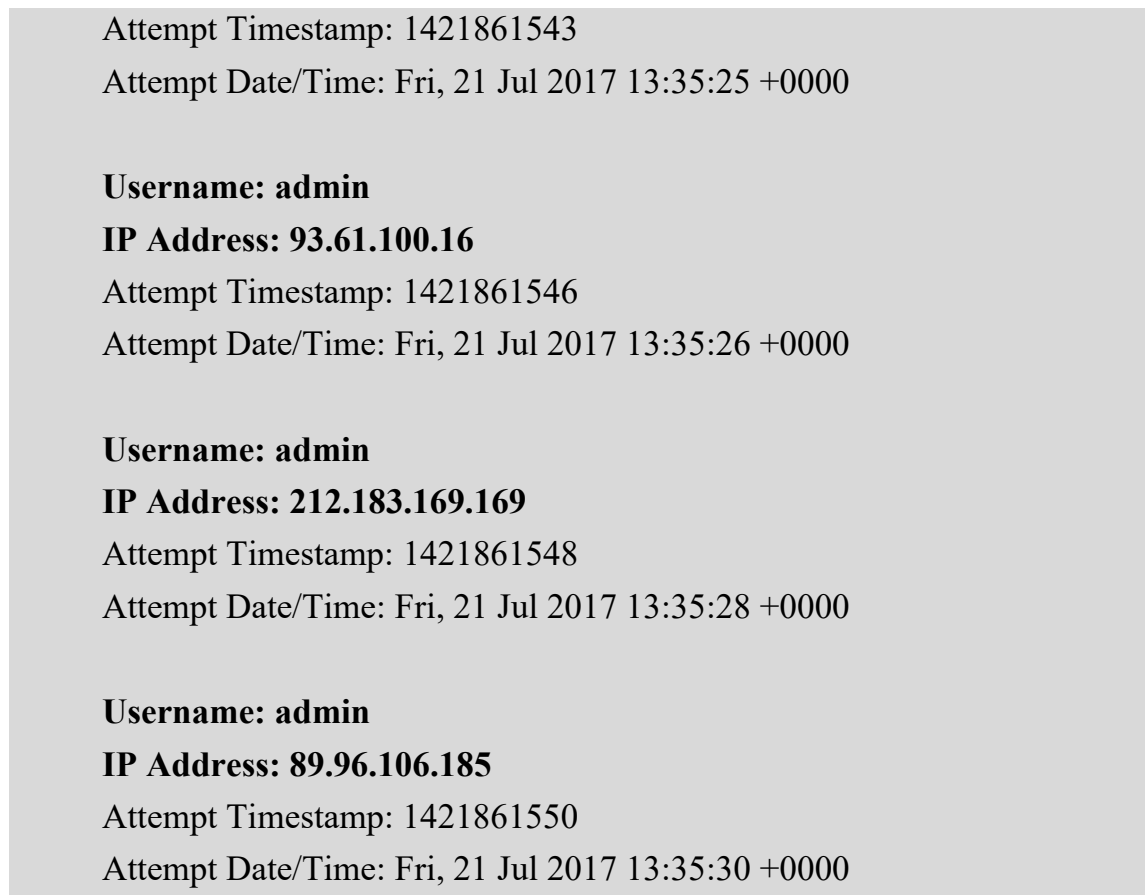 Attempt Timestamp: 1421861543
Attempt Date/Time: Fri, 21 Jul 2017 13:35:25 +0000
Username: admin
IP Address: 93.61.100.16
Attempt Timestamp: 1421861546
Attempt Date/Time: Fri, 21 Jul 2017 13:35:26 +0000
Username: admin
IP Address: 212.183.169.169
Attempt Timestamp: 1421861548
Attempt Date/Time: Fri, 21 Jul 2017 13:35:28 +0000
Username: admin
IP Address: 89.96.106.185
Attempt Timestamp: 1421861550
Attempt Date/Time: Fri, 21 Jul 2017 13:35:30 +0000